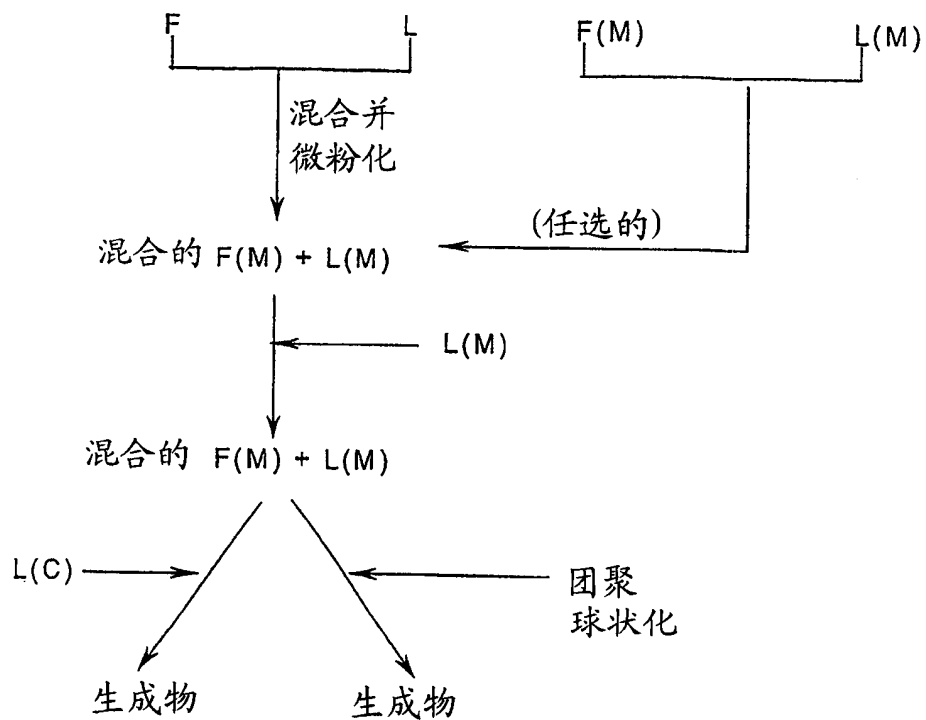 F L F(M) L(M)
混合并
微粉化
(任选的)
混合的 F(M) + L(M)
L(M)
混合的 F(M) + L(M)
L(C)
团聚
球状化
生成物 生成物